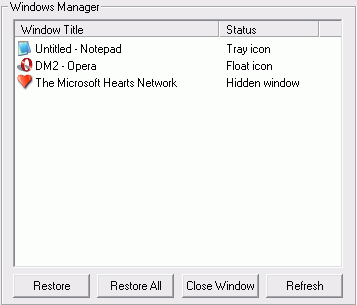 Windows Manager
Window Title Status
Untitled - Notepad Tray icon
DM2 - Opera Float icon
The Microsoft Hearts Network Hidden window
Restore Restore All Close Window Refresh